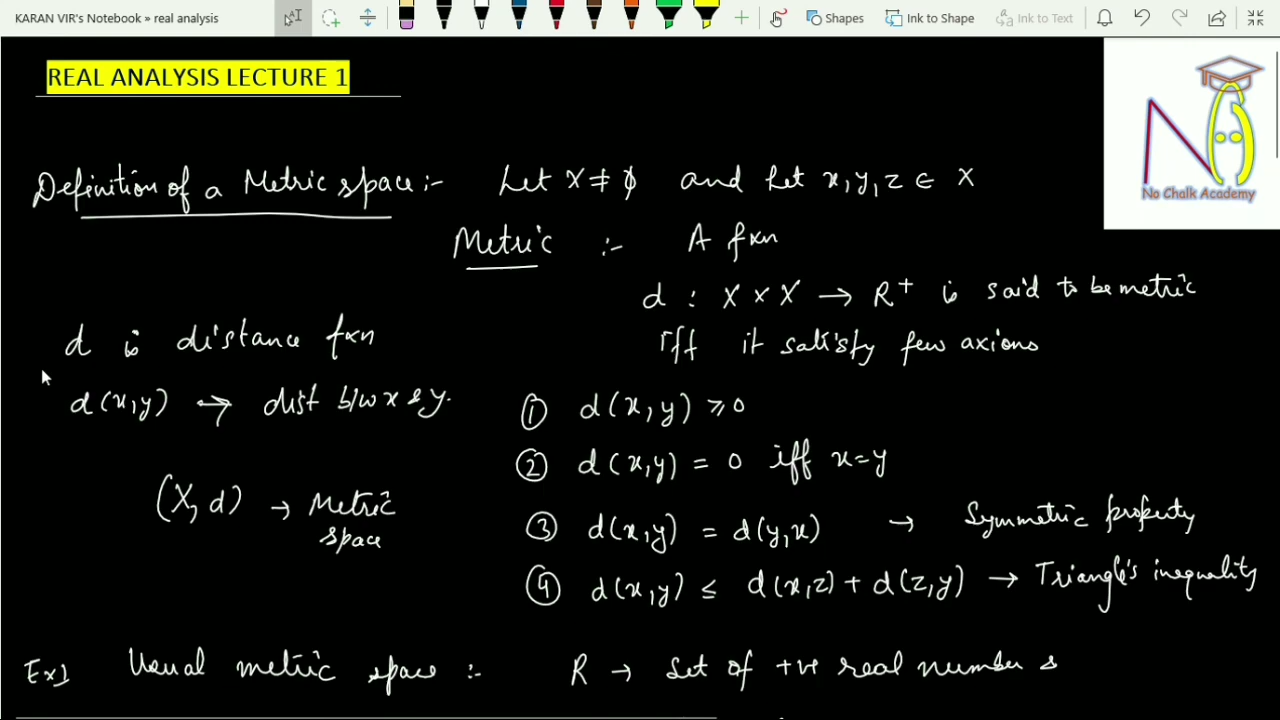 KARAN VIR's Notebook » real analysis
Shapes
Ink to Shape
Ink to Text
REAL ANALYSIS LECTURE 1
No Chalk Academy
Definition of a Metric space :- Let X ≠ ϕ and Let x, y, z ∈ X
Metric :- A fxn
d : X × X → R+ is said to be metric
iff it satisfy few axions
d is distance fxn
d(x,y) → dist b/w x & y.
(X, d) → Metric space
① d(x,y) ≥ 0
② d(x,y) = 0 iff x=y
③ d(x,y) = d(y,x) → Symmetric property
④ d(x,y) ≤ d(x,z) + d(z,y) → Triangle's inequality
Ex1 Usual metric space :- R → Set of +ve real number s